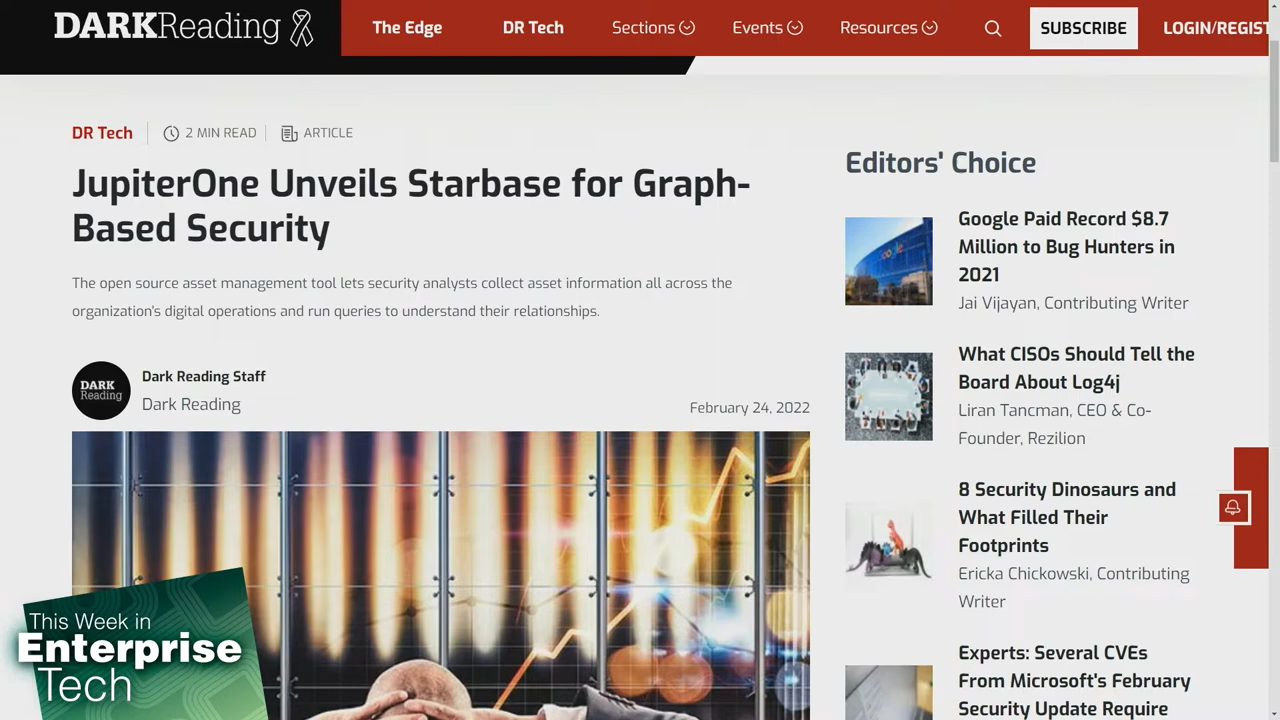 DARKReading
The Edge
DR Tech
Sections
Events
Resources
SUBSCRIBE
LOGIN/REGIST
DR Tech
2 MIN READ
ARTICLE
JupiterOne Unveils Starbase for Graph-
Based Security
The open source asset management tool lets security analysts collect asset information all across the
organization's digital operations and run queries to understand their relationships.
DARK
Reading
Dark Reading Staff
Dark Reading
February 24, 2022
Editors' Choice
Google
Google Paid Record $8.7
Million to Bug Hunters in
2021
Jai Vijayan, Contributing Writer
What CISOs Should Tell the
Board About Log4j
Liran Tancman, CEO & Co-
Founder, Rezilion
8 Security Dinosaurs and
What Filled Their
Footprints
Ericka Chickowski, Contributing
Writer
Experts: Several CVEs
From Microsoft's February
Security Update Require
This Week in
Enterprise
Tech